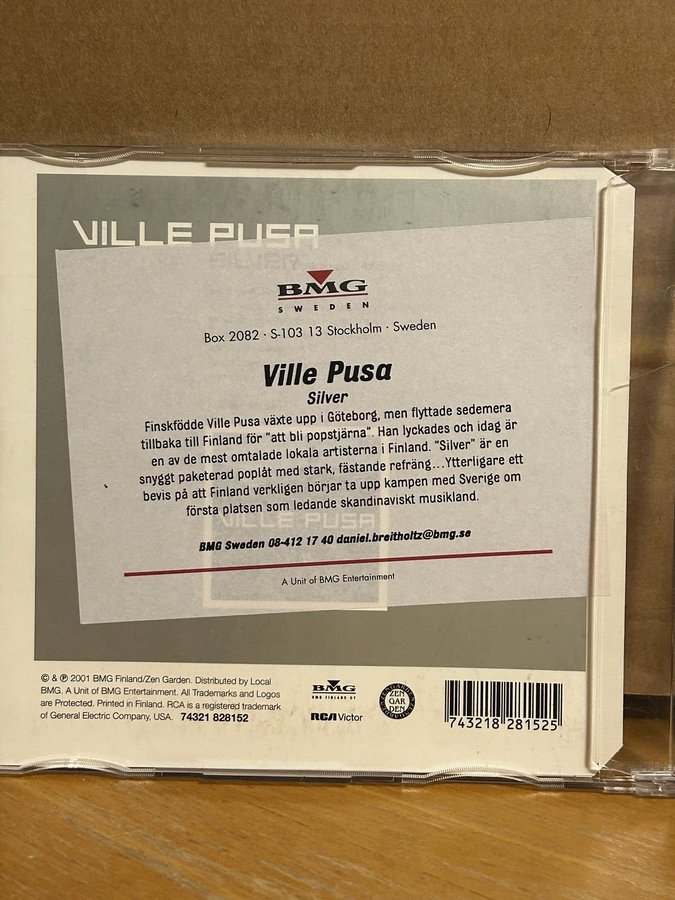 VILLE PUSA
SILVER
BMG
SWEDEN
Box 2082 · S-103 13 Stockholm · Sweden
Ville Pusa
Silver
Finskfödde Ville Pusa växte upp i Göteborg, men flyttade sedemera
tillbaka till Finland för "att bli popstjärna". Han lyckades och idag är
en av de mest omtalade lokala artisterna i Finland. "Silver" är en
snyggt paketerad poplåt med stark, fästande refräng...Ytterligare ett
bevis på att Finland verkligen börjar ta upp kampen med Sverige om
första platsen som ledande skandinaviskt musikland.
VILLE PUSA
BMG Sweden 08-412 17 40 daniel.breitholtz@bmg.se
A Unit of BMG Entertainment
© & ℗ 2001 BMG Finland/Zen Garden. Distributed by Local
BMG. A Unit of BMG Entertainment. All Trademarks and Logos
are Protected. Printed in Finland. RCA is a registered trademark
of General Electric Company, USA. 74321 828152
BMG
BMG FINLAND OY
RCA Victor
ZEN
GAR
DEN
743218 281525